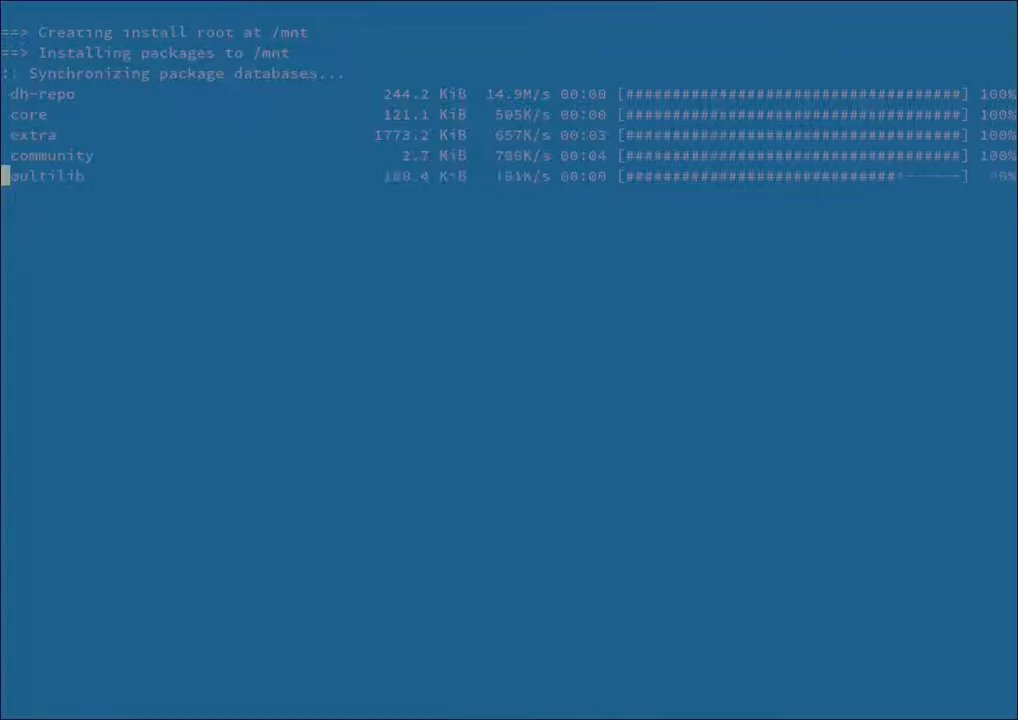 ==> Creating install root at /mnt
==> Installing packages to /mnt
:: Synchronizing package databases...
dh-repo 244.2 KiB 14.9M/s 00:00 [####################################] 100%
core 121.1 KiB 505K/s 00:00 [####################################] 100%
extra 1773.2 KiB 657K/s 00:03 [####################################] 100%
community 2.7 MiB 700K/s 00:04 [####################################] 100%
KiB 00:00 [#############################-------]